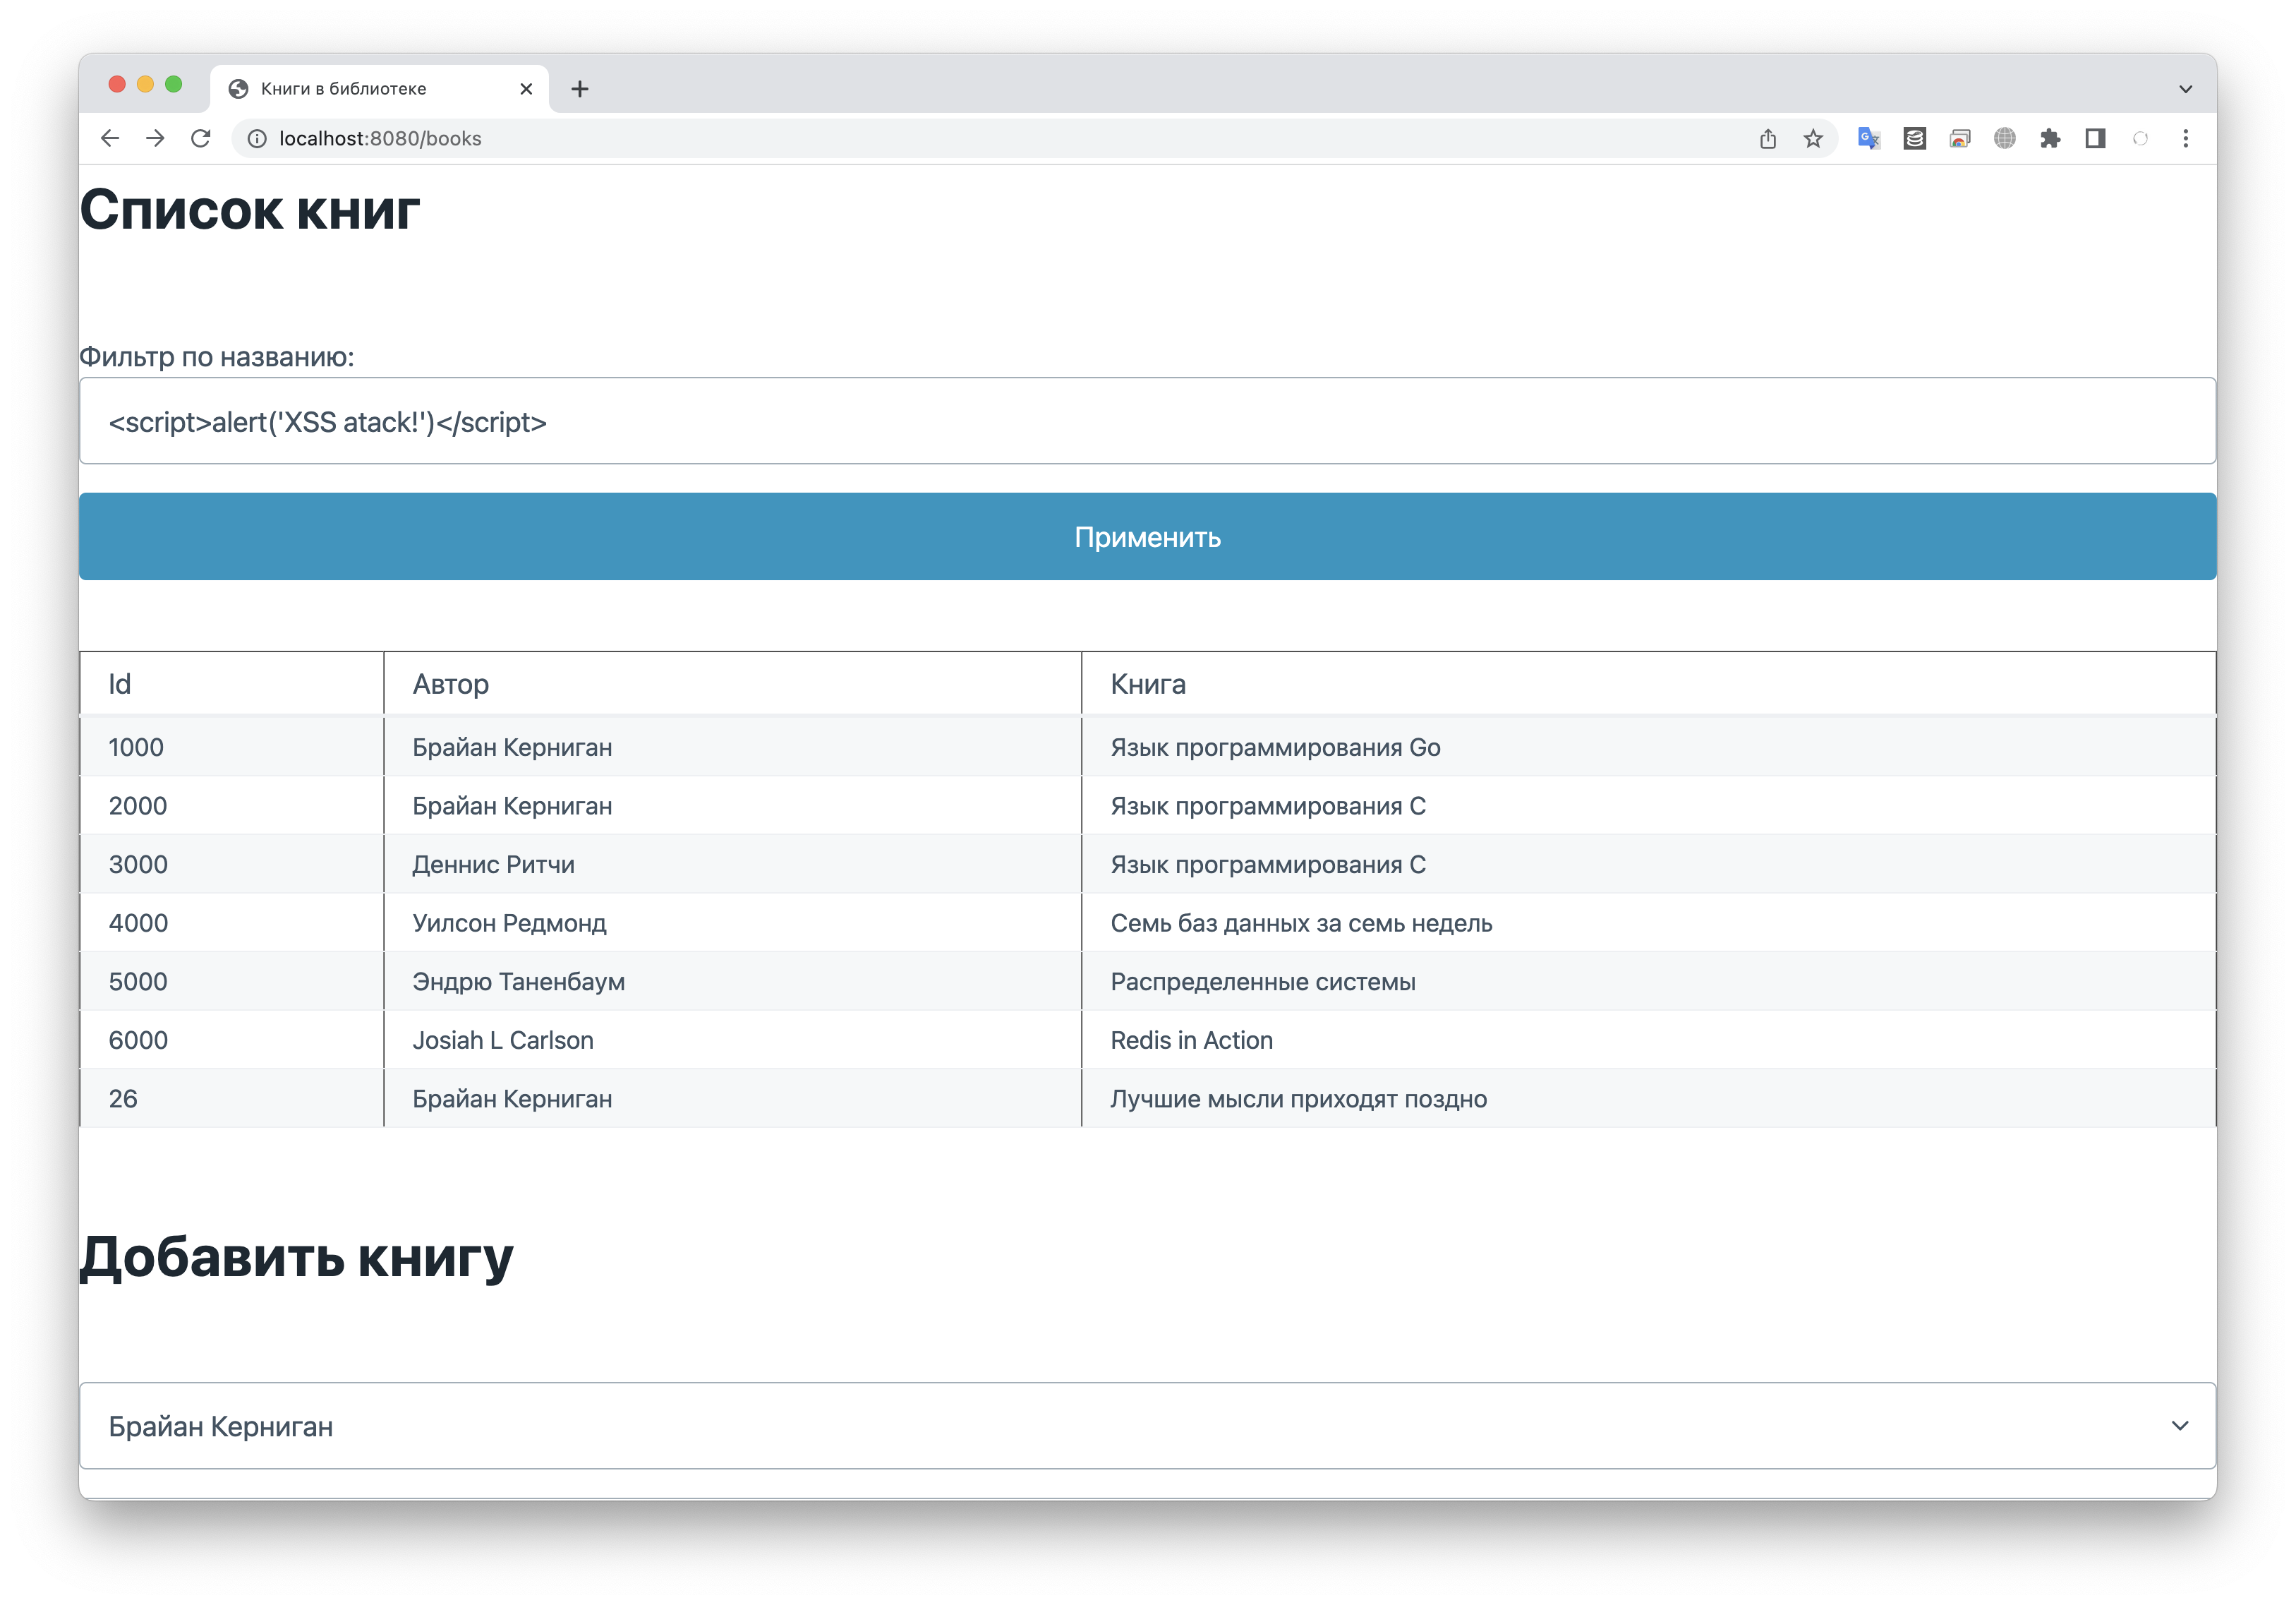 Книги в библиотеке
localhost:8080/books
Список книг
Фильтр по названию:
<script>alert('XSS atack!')</script>
Применить
Id Автор Книга
1000 Брайан Керниган Язык программирования Go
2000 Брайан Керниган Язык программирования C
3000 Деннис Ритчи Язык программирования C
4000 Уилсон Редмонд Семь баз данных за семь недель
5000 Эндрю Таненбаум Распределенные системы
6000 Josiah L Carlson Redis in Action
26 Брайан Керниган Лучшие мысли приходят поздно
Добавить книгу
Брайан Керниган